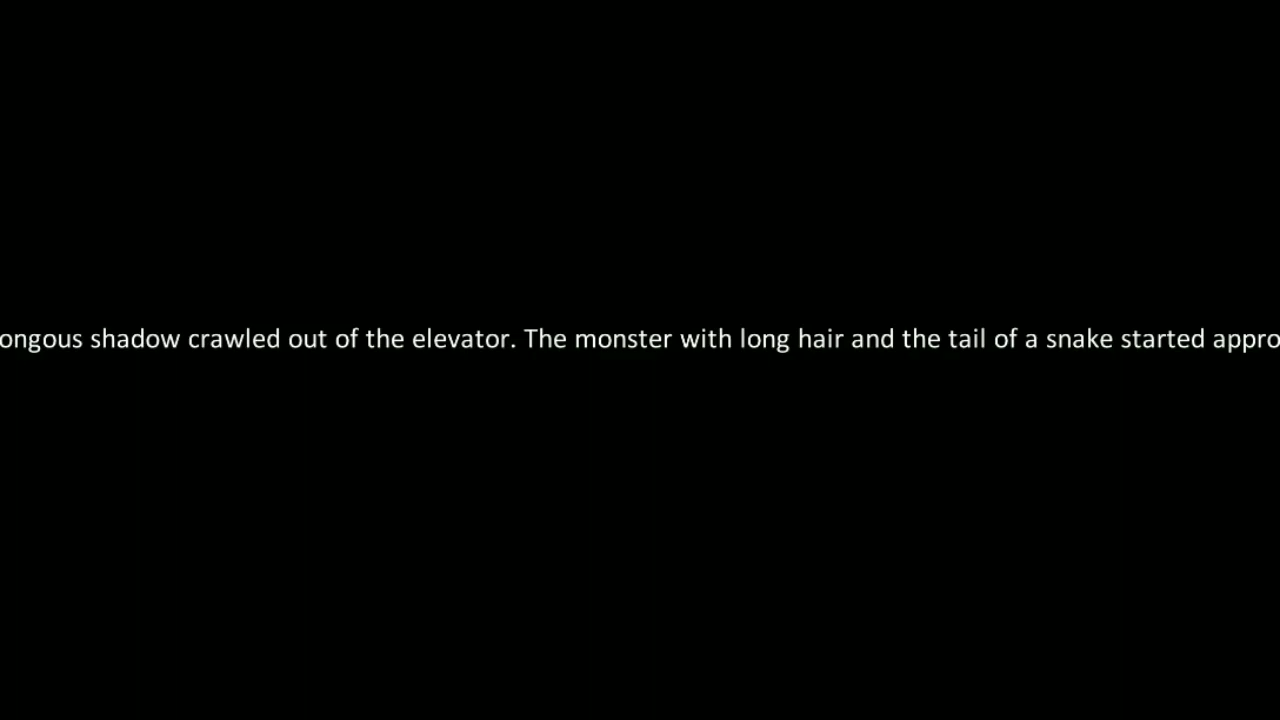 ongous shadow crawled out of the elevator. The monster with long hair and the tail of a snake started appro